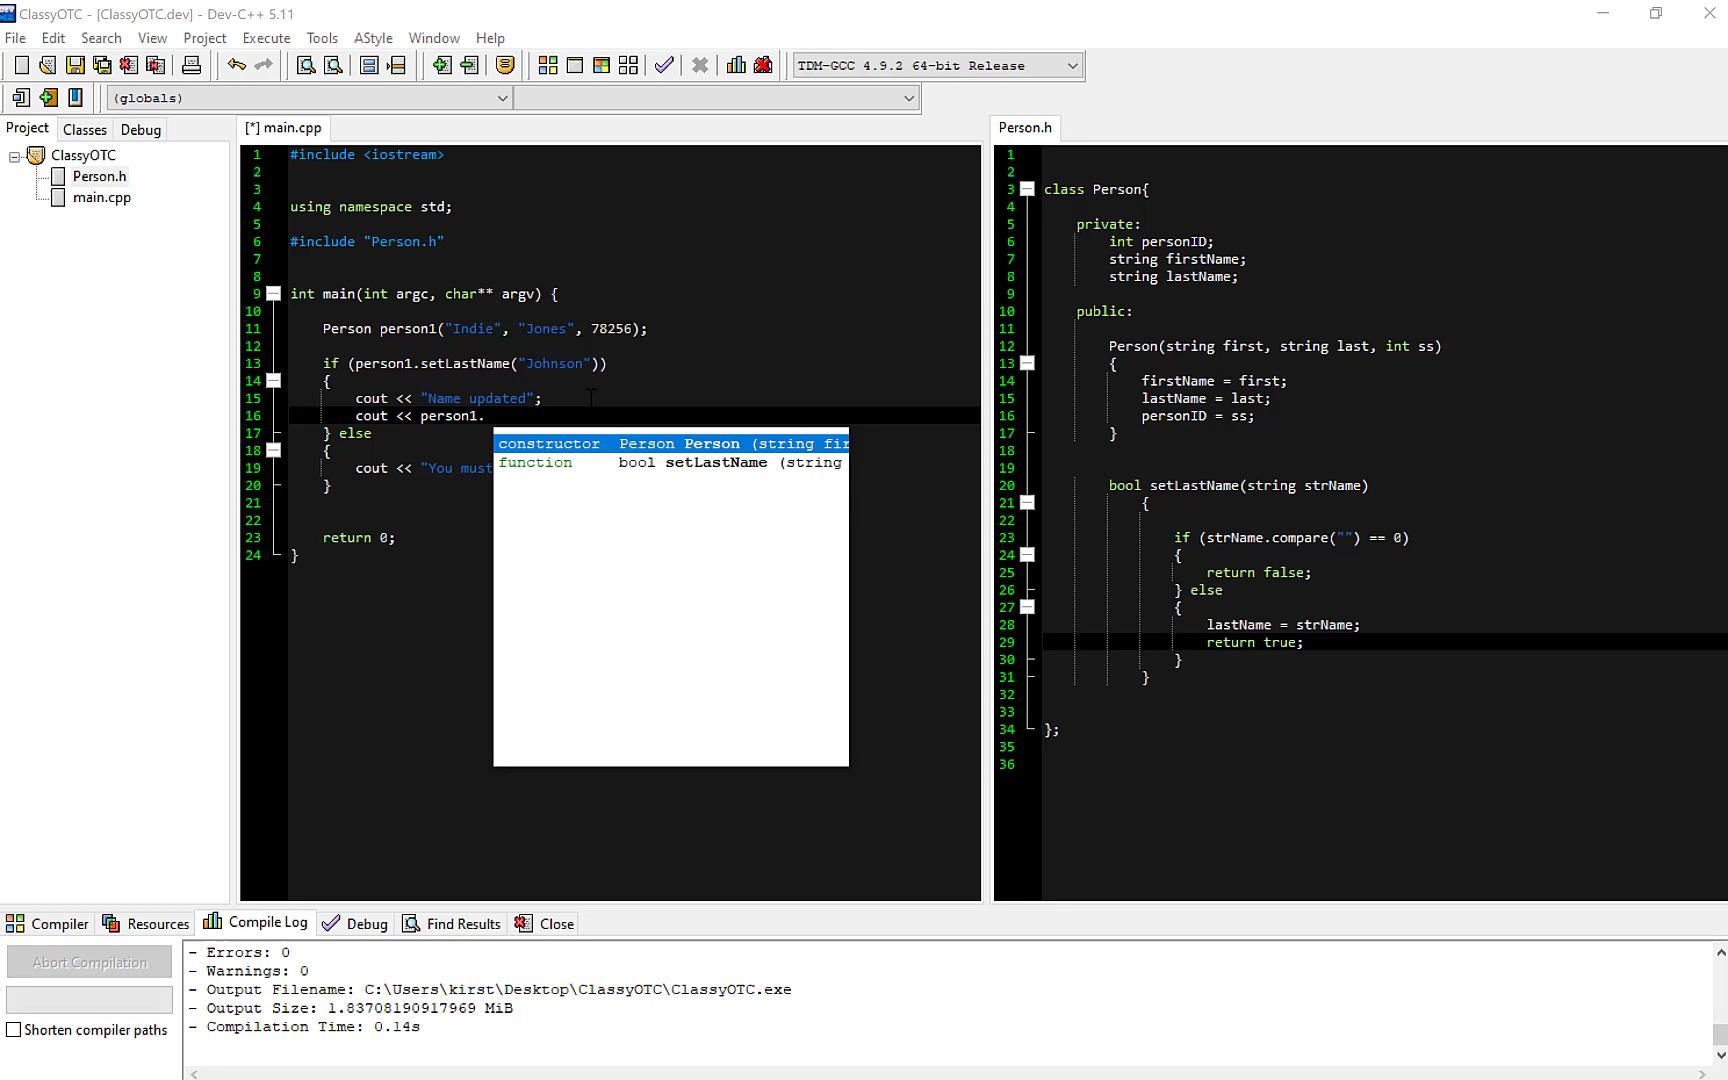 ClassyOTC - [ClassyOTC.dev] - Dev-C++ 5.11
File Edit Search View Project Execute Tools AStyle Window Help
TDM-GCC 4.9.2 64-bit Release
(globals)
Project Classes Debug
ClassyOTC
Person.h
main.cpp
[*] main.cpp
1 #include <iostream>
2
3
4 using namespace std;
5
6 #include "Person.h"
7
8
9 int main(int argc, char** argv) {
10
11 Person person1("Indie", "Jones", 78256);
12
13 if (person1.setLastName("Johnson"))
14 {
15 cout << "Name updated";
16 cout << person1.
17 } else
18 {
19 cout << "You must
20 }
21
22
23 return 0;
24 }
constructor Person Person (string fir
function bool setLastName (string
Person.h
1
2
3 class Person{
4
5 private:
6 int personID;
7 string firstName;
8 string lastName;
9
10 public:
11
12 Person(string first, string last, int ss)
13 {
14 firstName = first;
15 lastName = last;
16 personID = ss;
17 }
18
19
20 bool setLastName(string strName)
21 {
22
23 if (strName.compare("") == 0)
24 {
25 return false;
26 } else
27 {
28 lastName = strName;
29 return true;
30 }
31 }
32
33
34 };
35
36
Compiler Resources Compile Log Debug Find Results Close
Abort Compilation
Shorten compiler paths
- Errors: 0
- Warnings: 0
- Output Filename: C:\Users\kirst\Desktop\ClassyOTC\ClassyOTC.exe
- Output Size: 1.83708190917969 MiB
- Compilation Time: 0.14s